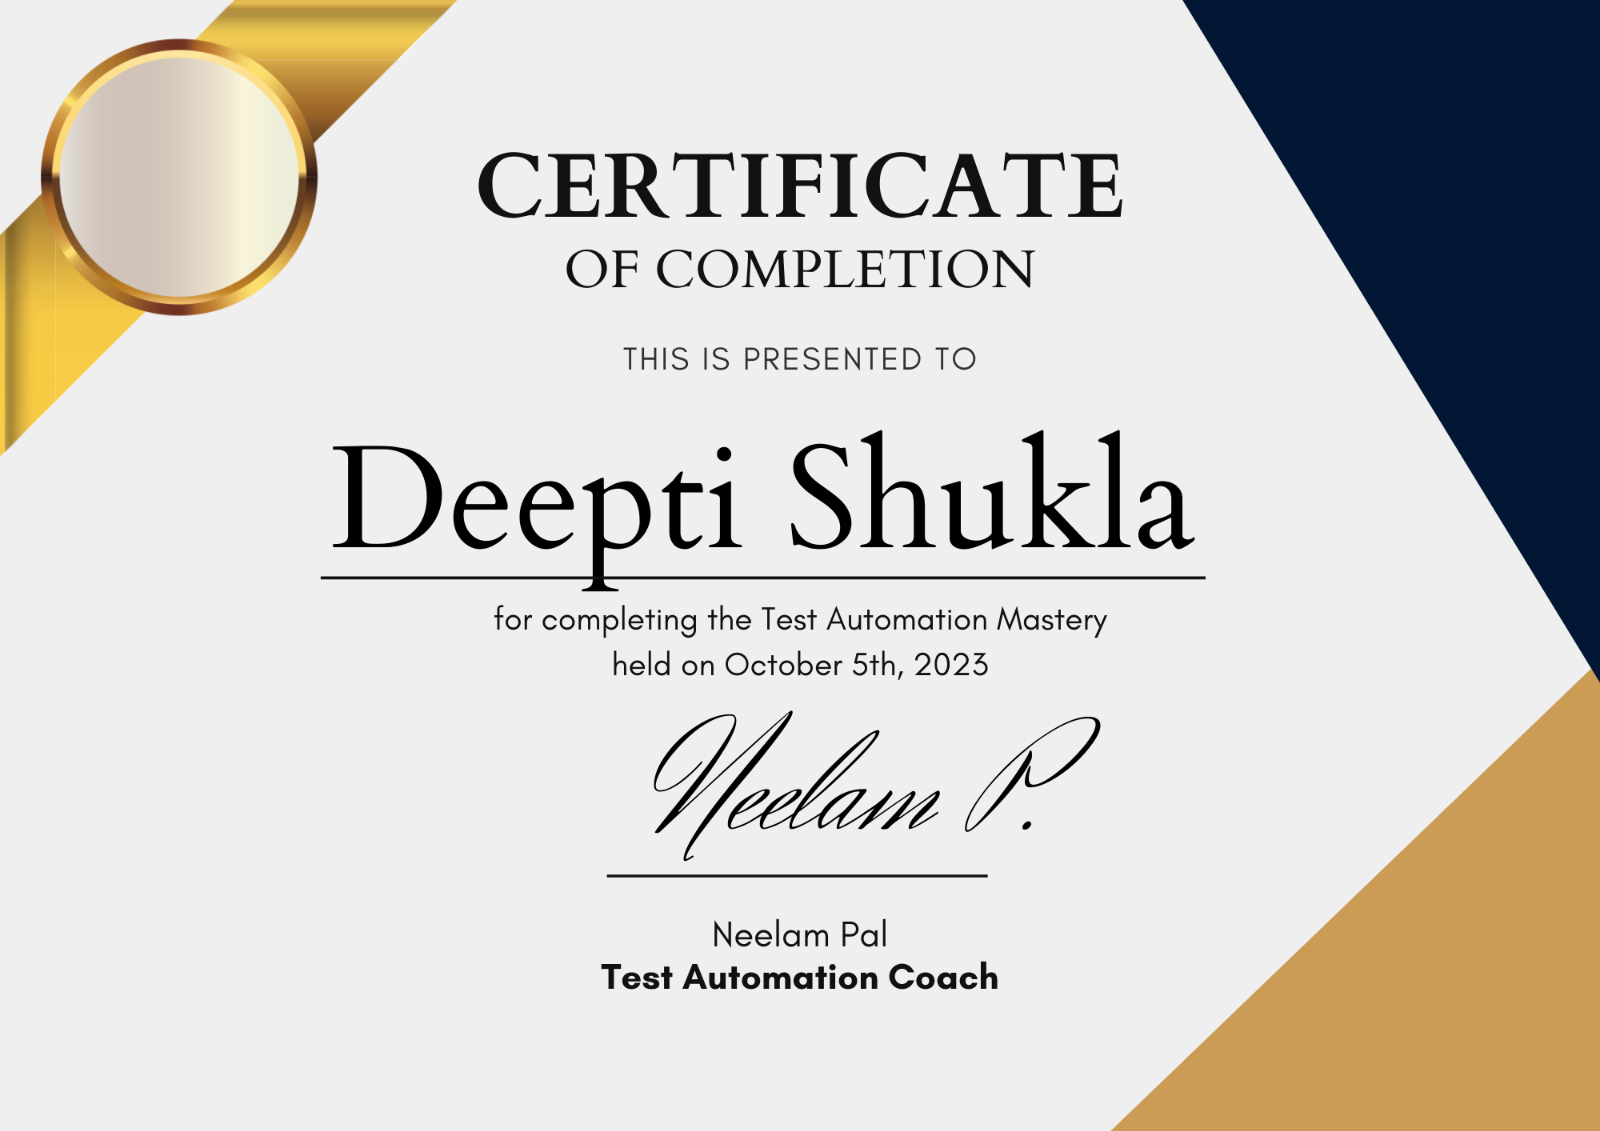 CERTIFICATE
OF COMPLETION
THIS IS PRESENTED TO
Deepti Shukla
for completing the Test Automation Mastery
held on October 5th, 2023
Neelam P.
Neelam Pal
Test Automation Coach